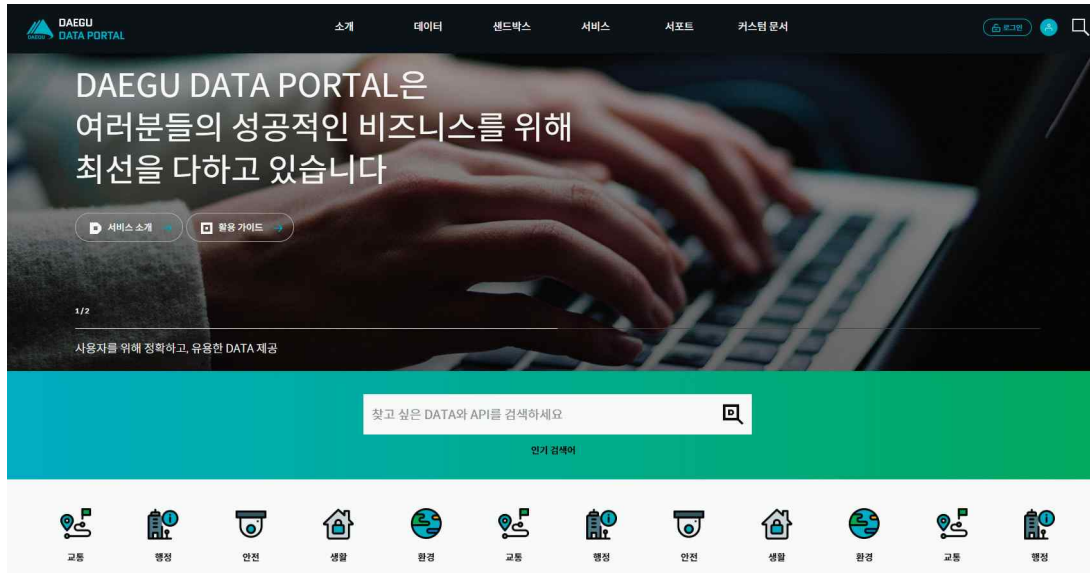 DAEGU
DATA PORTAL
DAEGU
소개 데이터 샌드박스 서비스 서포트 커스텀 문서
로그인
DAEGU DATA PORTAL은
여러분들의 성공적인 비즈니스를 위해
최선을 다하고 있습니다
서비스 소개 활용 가이드
1/2
사용자를 위해 정확하고, 유용한 DATA 제공
찾고 싶은 DATA와 API를 검색하세요
인기 검색어
교통 행정 안전 생활 환경 교통 행정 안전 생활 환경 교통 행정